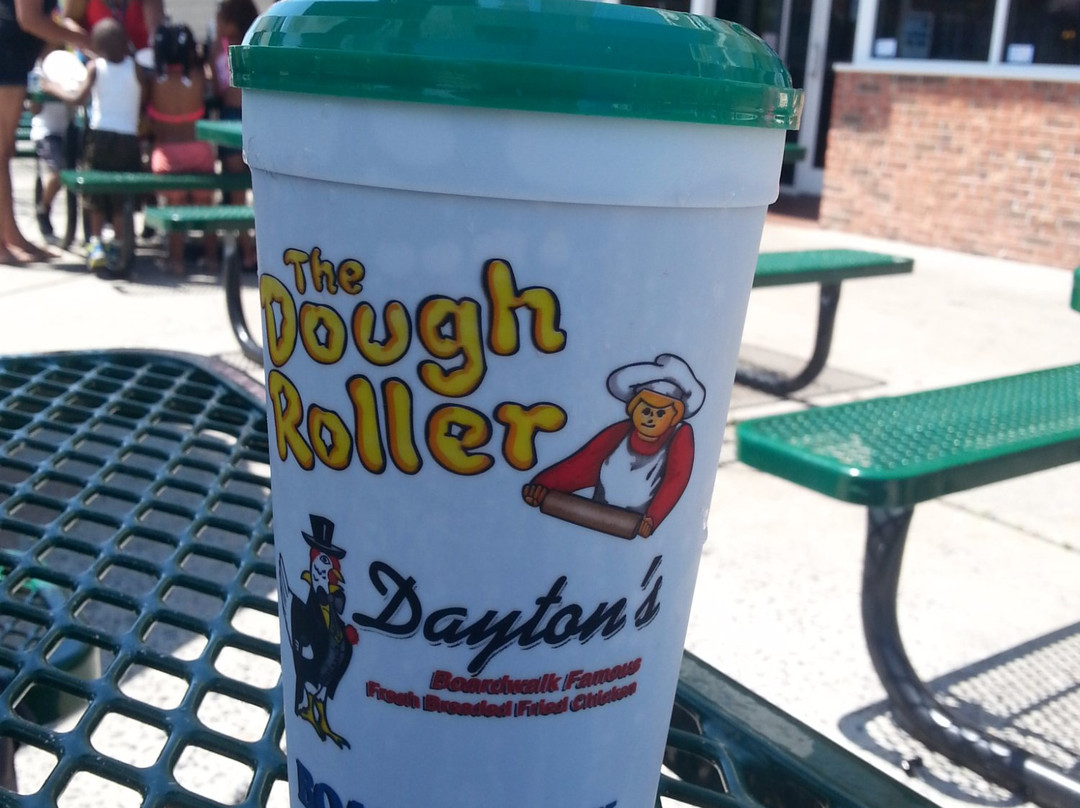 The
Dough
Roller
Dayton's
Boardwalk Famous
Fresh Breaded Fried Chicken